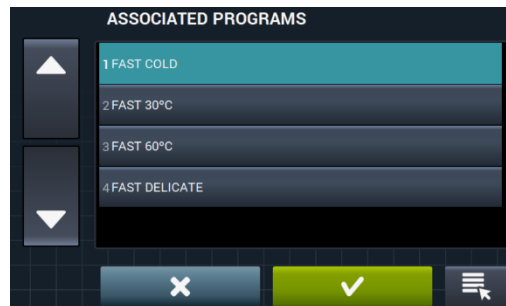 ASSOCIATED PROGRAMS
1 FAST COLD
2 FAST 30ºC
3 FAST 60ºC
4 FAST DELICATE